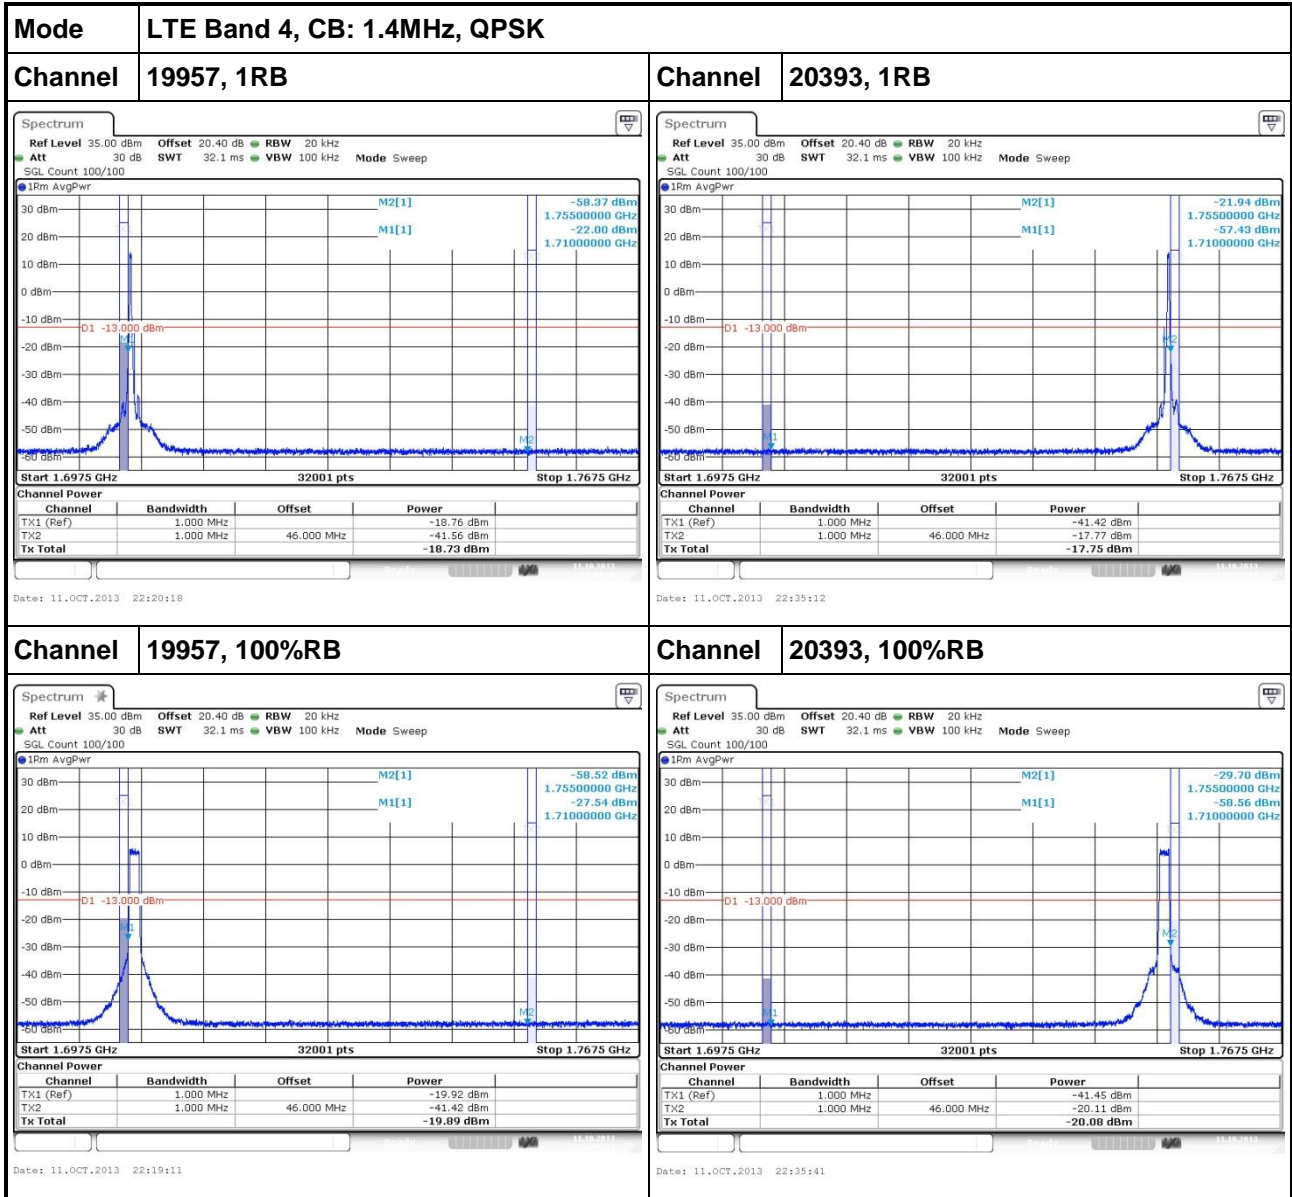 Mode LTE Band 4, CB: 1.4MHz, QPSK
Channel 19957, 1RB
Spectrum
Ref Level 35.00 dBm Offset 20.40 dB RBW 20 kHz
Att 30 dB SWT 32.1 ms VBW 100 kHz Mode Sweep
SGL Count 100/100
1Rm AvgPwr
M2[1] -58.37 dBm
1.75500000 GHz
M1[1] -22.00 dBm
1.71000000 GHz
30 dBm
20 dBm
10 dBm
0 dBm
-10 dBm
D1 -13.000 dBm
-20 dBm
-30 dBm
-40 dBm
-50 dBm
M2
-60 dBm
Start 1.6975 GHz 32001 pts Stop 1.7675 GHz
Channel Power
Channel Bandwidth Offset Power
TX1 (Ref) 1.000 MHz -18.76 dBm
TX2 1.000 MHz 46.000 MHz -41.56 dBm
Tx Total -18.73 dBm
Date: 11.OCT.2013 22:20:18
Channel 20393, 1RB
Spectrum
Ref Level 35.00 dBm Offset 20.40 dB RBW 20 kHz
Att 30 dB SWT 32.1 ms VBW 100 kHz Mode Sweep
SGL Count 100/100
1Rm AvgPwr
M2[1] -21.94 dBm
1.75500000 GHz
M1[1] -57.43 dBm
1.71000000 GHz
30 dBm
20 dBm
10 dBm
0 dBm
-10 dBm
D1 -13.000 dBm
M2
-20 dBm
-30 dBm
-40 dBm
-50 dBm
M1
-60 dBm
Start 1.6975 GHz 32001 pts Stop 1.7675 GHz
Channel Power
Channel Bandwidth Offset Power
TX1 (Ref) 1.000 MHz -41.42 dBm
TX2 1.000 MHz 46.000 MHz -17.77 dBm
Tx Total -17.75 dBm
Date: 11.OCT.2013 22:35:12
Channel 19957, 100%RB
Spectrum
Ref Level 35.00 dBm Offset 20.40 dB RBW 20 kHz
Att 30 dB SWT 32.1 ms VBW 100 kHz Mode Sweep
SGL Count 100/100
1Rm AvgPwr
M2[1] -58.52 dBm
1.75500000 GHz
M1[1] -27.54 dBm
1.71000000 GHz
30 dBm
20 dBm
10 dBm
0 dBm
-10 dBm
D1 -13.000 dBm
-20 dBm
M1
-30 dBm
-40 dBm
-50 dBm
M2
-60 dBm
Start 1.6975 GHz 32001 pts Stop 1.7675 GHz
Channel Power
Channel Bandwidth Offset Power
TX1 (Ref) 1.000 MHz -19.92 dBm
TX2 1.000 MHz 46.000 MHz -41.42 dBm
Tx Total -19.89 dBm
Date: 11.OCT.2013 22:19:11
Channel 20393, 100%RB
Spectrum
Ref Level 35.00 dBm Offset 20.40 dB RBW 20 kHz
Att 30 dB SWT 32.1 ms VBW 100 kHz Mode Sweep
SGL Count 100/100
1Rm AvgPwr
M2[1] -29.70 dBm
1.75500000 GHz
M1[1] -58.56 dBm
1.71000000 GHz
30 dBm
20 dBm
10 dBm
0 dBm
-10 dBm
D1 -13.000 dBm
-20 dBm
M2
-30 dBm
-40 dBm
-50 dBm
M1
-60 dBm
Start 1.6975 GHz 32001 pts Stop 1.7675 GHz
Channel Power
Channel Bandwidth Offset Power
TX1 (Ref) 1.000 MHz -41.45 dBm
TX2 1.000 MHz 46.000 MHz -20.11 dBm
Tx Total -20.08 dBm
Date: 11.OCT.2013 22:35:41